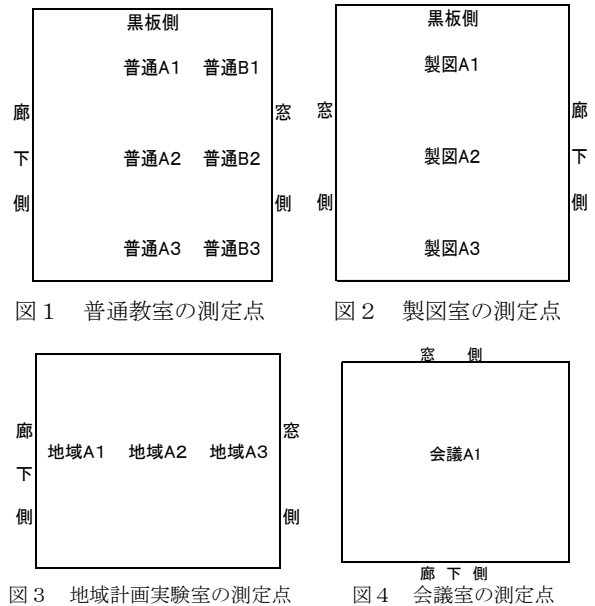 黒板側
普通A1 普通B1
廊下側
窓側
普通A2 普通B2
普通A3 普通B3
図1 普通教室の測定点
黒板側
製図A1
窓側
廊下側
製図A2
製図A3
図2 製図室の測定点
廊下側
窓側
地域A1 地域A2 地域A3
図3 地域計画実験室の測定点
窓 側
会議A1
廊下側
図4 会議室の測定点